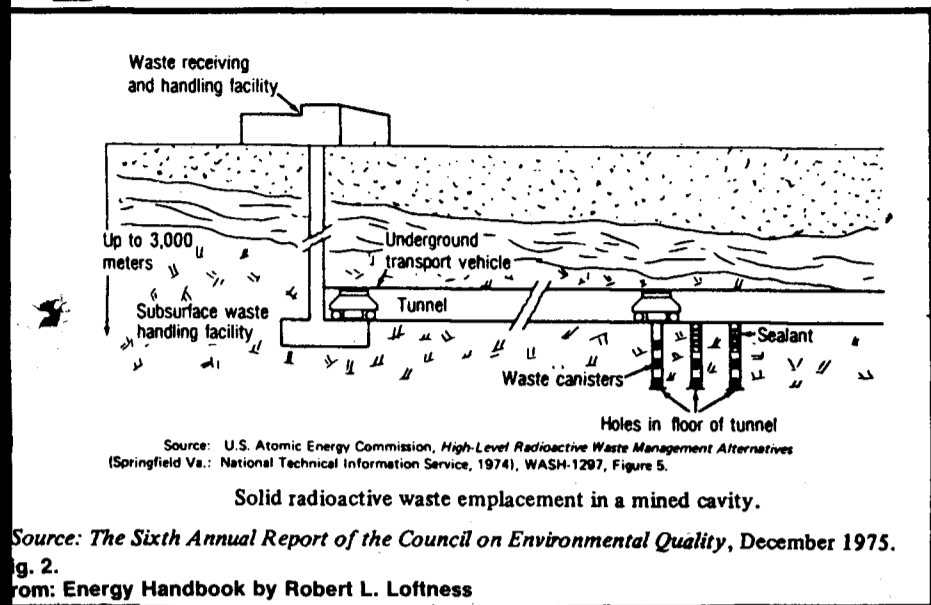 Waste receiving
and handling facility
Up to 3,000
meters
Underground
transport vehicle
Tunnel
Subsurface waste
handling facility
Sealant
Waste canisters
Holes in floor of tunnel
Source: U.S. Atomic Energy Commission, High-Level Radioactive Waste Management Alternatives
(Springfield Va.: National Technical Information Service, 1974), WASH-1297, Figure 5.
Solid radioactive waste emplacement in a mined cavity.
Source: The Sixth Annual Report of the Council on Environmental Quality, December 1975.
ig. 2.
rom: Energy Handbook by Robert L. Loftness